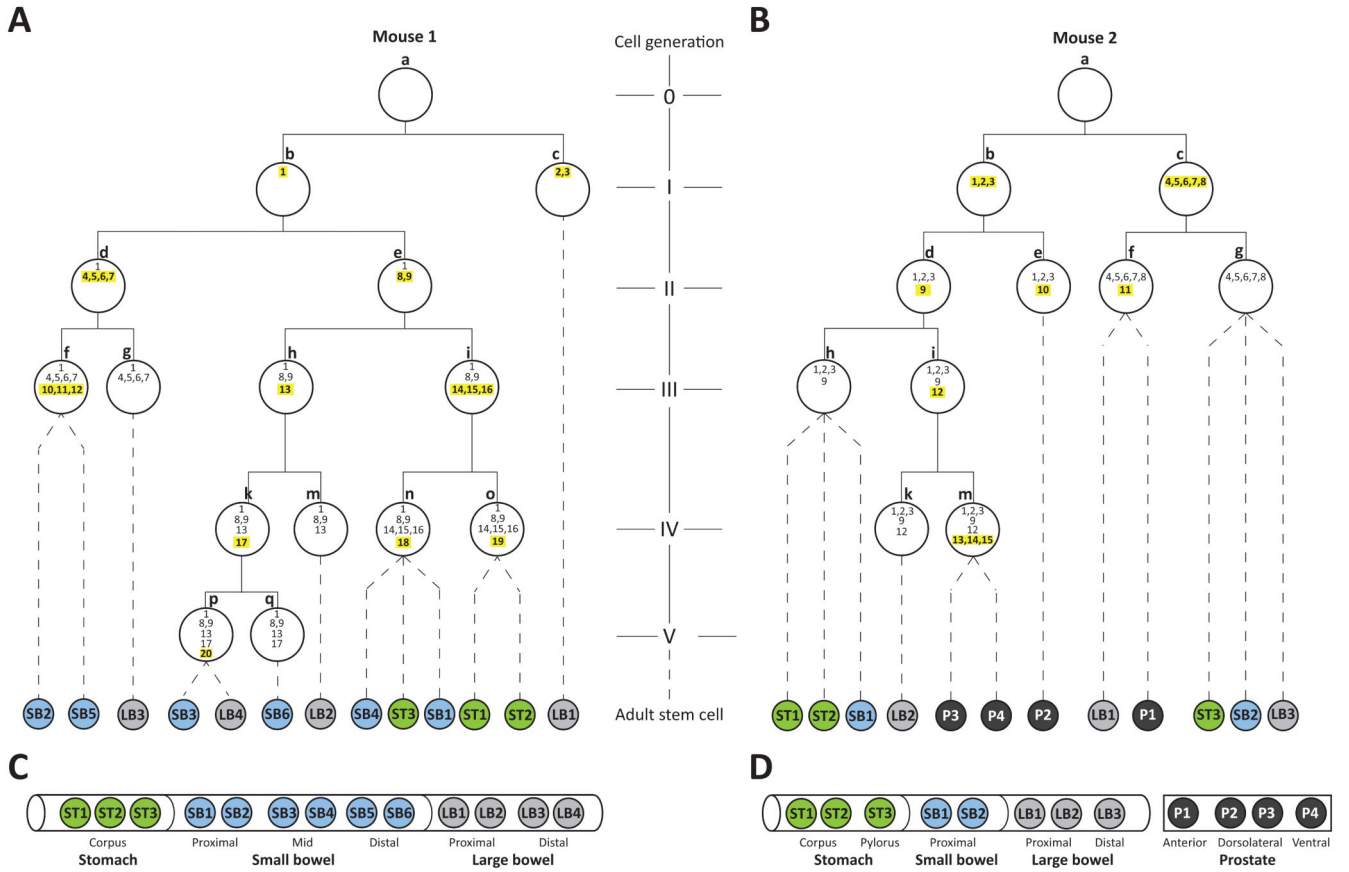 A
Mouse 1
a
b
1
c
2,3
d
1
4,5,6,7
e
1
8,9
f
1
4,5,6,7
10,11,12
g
1
4,5,6,7
h
1
8,9
13
i
1
8,9
14,15,16
k
1
8,9
13
17
m
1
8,9
13
n
1
8,9
14,15,16
18
o
1
8,9
14,15,16
19
p
1
8,9
13
17
20
q
1
8,9
13
17
SB2 SB5 LB3 SB3 LB4 SB6 LB2 SB4 ST3 SB1 ST1 ST2 LB1
Cell generation
0
I
II
III
IV
V
Adult stem cell
B
Mouse 2
a
b
1,2,3
c
4,5,6,7,8
d
1,2,3
9
e
1,2,3
10
f
4,5,6,7,8
11
g
4,5,6,7,8
h
1,2,3
9
i
1,2,3
9
12
k
1,2,3
9
12
m
1,2,3
9
12
13,14,15
ST1 ST2 SB1 LB2 P3 P4 P2 LB1 P1 ST3 SB2 LB3
C
ST1 ST2 ST3 SB1 SB2 SB3 SB4 SB5 SB6 LB1 LB2 LB3 LB4
Corpus Proximal Mid Distal Proximal Distal
Stomach Small bowel Large bowel
D
ST1 ST2 ST3 SB1 SB2 LB1 LB2 LB3 P1 P2 P3 P4
Corpus Pylorus Proximal Proximal Distal Anterior Dorsolateral Ventral
Stomach Small bowel Large bowel Prostate